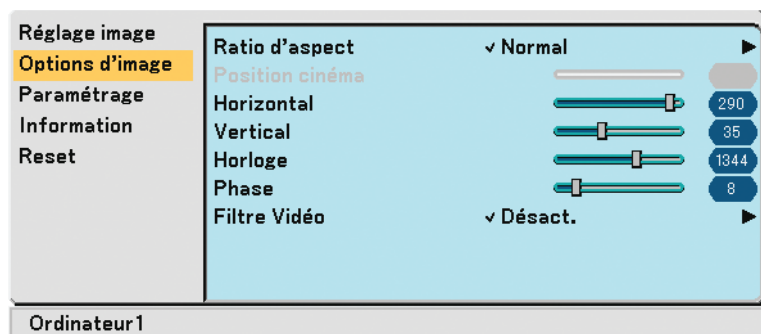 Réglage image
Options d'image
Paramétrage
Information
Reset
Ratio d'aspect ✓ Normal
Position cinéma
Horizontal 290
Vertical 35
Horloge 1344
Phase 8
Filtre Vidéo ✓ Désact.
Ordinateur1